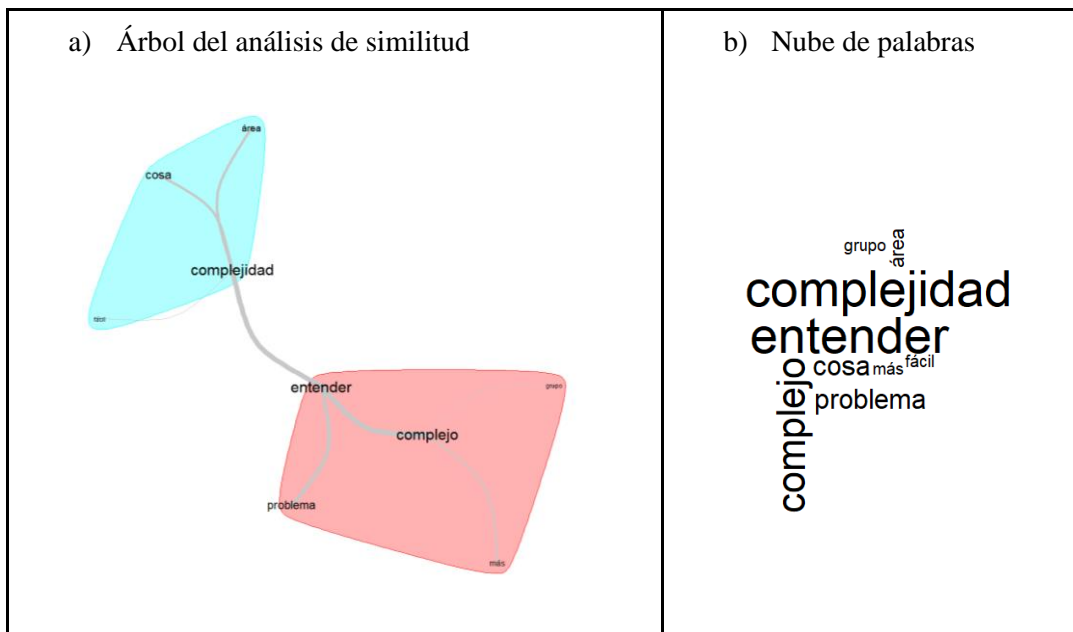 a) Árbol del análisis de similitud
área
cosa
complejidad
entender
grupo
complejo
problema
más
b) Nube de palabras
grupo
área
complejidad
entender
complejo
cosa más fácil
problema